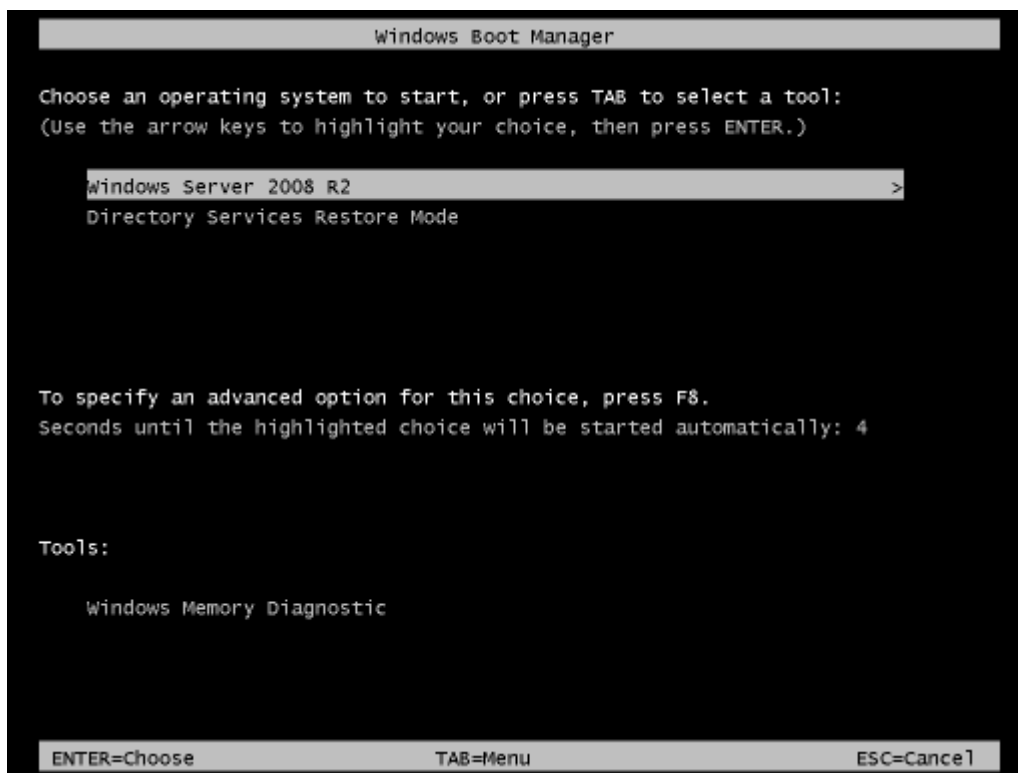 Windows Boot Manager
Choose an operating system to start, or press TAB to select a tool:
(Use the arrow keys to highlight your choice, then press ENTER.)
Windows Server 2008 R2 >
Directory Services Restore Mode
To specify an advanced option for this choice, press F8.
Seconds until the highlighted choice will be started automatically: 4
Tools:
Windows Memory Diagnostic
ENTER=Choose TAB=Menu ESC=Cancel